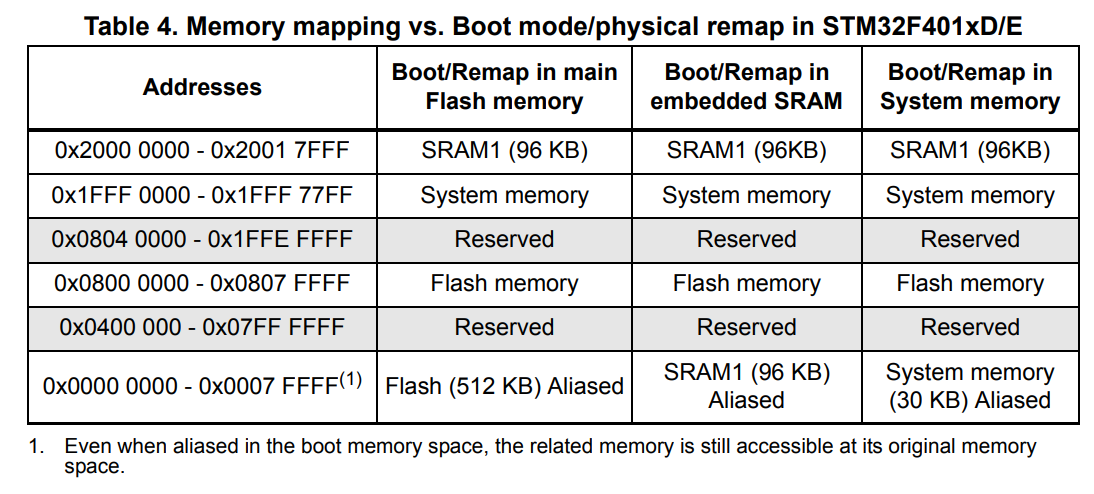 Table 4. Memory mapping vs. Boot mode/physical remap in STM32F401xD/E
Addresses
Boot/Remap in main
Flash memory
Boot/Remap in
embedded SRAM
Boot/Remap in
System memory
0x2000 0000 - 0x2001 7FFF SRAM1 (96 KB) SRAM1 (96KB) SRAM1 (96KB)
0x1FFF 0000 - 0x1FFF 77FF System memory System memory System memory
0x0804 0000 - 0x1FFE FFFF Reserved Reserved Reserved
0x0800 0000 - 0x0807 FFFF Flash memory Flash memory Flash memory
0x0400 000 - 0x07FF FFFF Reserved Reserved Reserved
0x0000 0000 - 0x0007 FFFF(1) Flash (512 KB) Aliased
SRAM1 (96 KB)
Aliased
System memory
(30 KB) Aliased
1. Even when aliased in the boot memory space, the related memory is still accessible at its original memory
space.